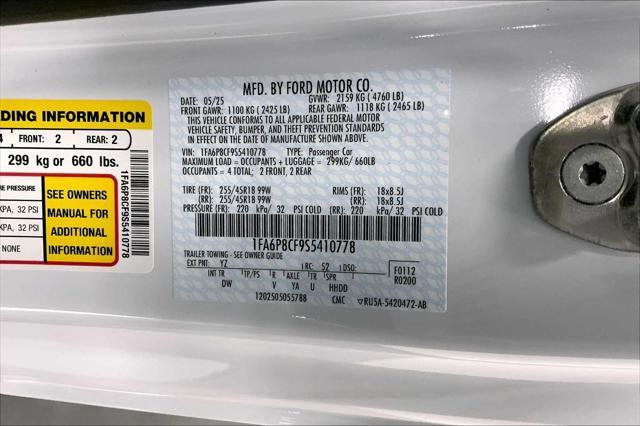 ADING INFORMATION
4 FRONT: 2 REAR: 2
299 kg or 660 lbs.
E PRESSURE
KPA, 32 PSI
KPA, 32 PSI
SEE OWNERS
MANUAL FOR
ADDITIONAL
INFORMATION
1FA6P8CF9S5410778
MFD. BY FORD MOTOR CO.
DATE: 05/25 GVWR: 2159 KG ( 4760 LB)
FRONT GAWR: 1100 KG ( 2425 LB) REAR GAWR: 1118 KG ( 2465 LB)
THIS VEHICLE CONFORMS TO ALL APPLICABLE FEDERAL MOTOR
VEHICLE SAFETY, BUMPER, AND THEFT PREVENTION STANDARDS
IN EFFECT ON THE DATE OF MANUFACTURE SHOWN ABOVE.
VIN: 1FA6P8CF9S5410778 TYPE: Passenger Car
MAXIMUM LOAD = OCCUPANTS + LUGGAGE = 299KG/ 660LB
OCCUPANTS = 4 TOTAL; 2 FRONT, 2 REAR
TIRE (FR): 255/45R18 99W RIMS (FR): 18x8.5J
(RR): 255/45R18 99W (RR): 18x8.5J
PRESSURE (FR): 220 kPa/ 32 PSI COLD (RR): 220 kPa/ 32 PSI COLD
1FA6P8CF9S5410778
TRAILER TOWING - SEE OWNER GUIDE
EXT PNT: YZ RC: 52 DSO: F0112
INT TR TP/PS R AXLE TR SPR R0200
DW V YA U HHDD
1202505055788 CMC RU5A-5420472-AB